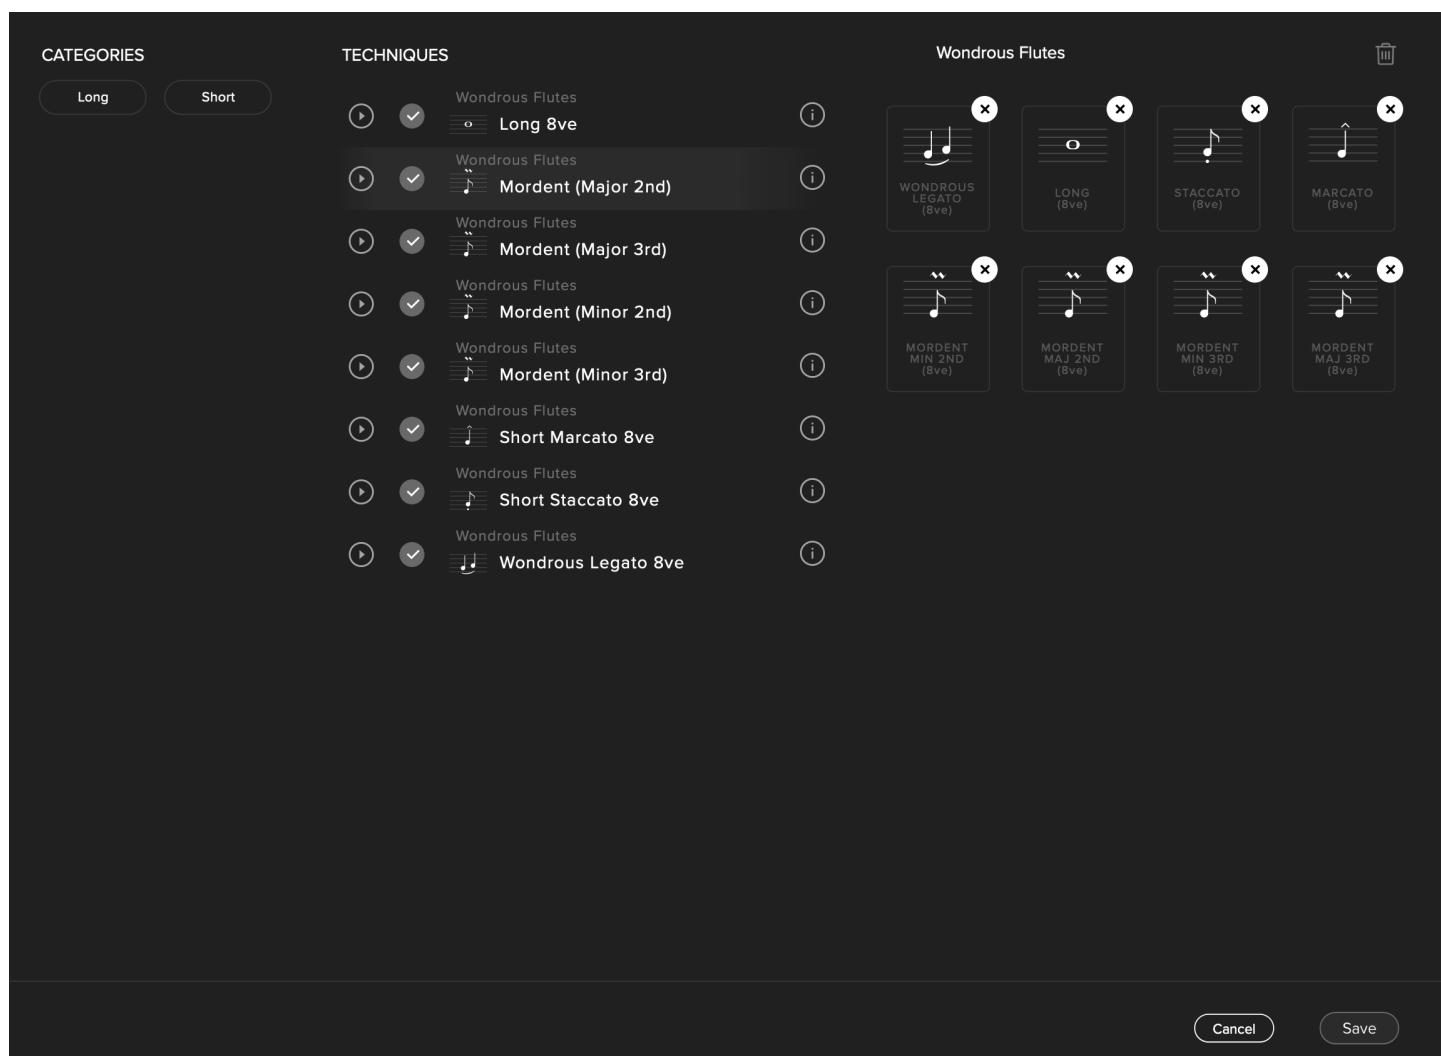 CATEGORIES
Long
Short
TECHNIQUES
Wondrous Flutes
Long 8ve
Wondrous Flutes
Mordent (Major 2nd)
Wondrous Flutes
Mordent (Major 3rd)
Wondrous Flutes
Mordent (Minor 2nd)
Wondrous Flutes
Mordent (Minor 3rd)
Wondrous Flutes
Short Marcato 8ve
Wondrous Flutes
Short Staccato 8ve
Wondrous Flutes
Wondrous Legato 8ve
Wondrous Flutes
WONDROUS
LEGATO
(8ve)
LONG
(8ve)
STACCATO
(8ve)
MARCATO
(8ve)
MORDENT
MIN 2ND
(8ve)
MORDENT
MAJ 2ND
(8ve)
MORDENT
MIN 3RD
(8ve)
MORDENT
MAJ 3RD
(8ve)
Cancel
Save